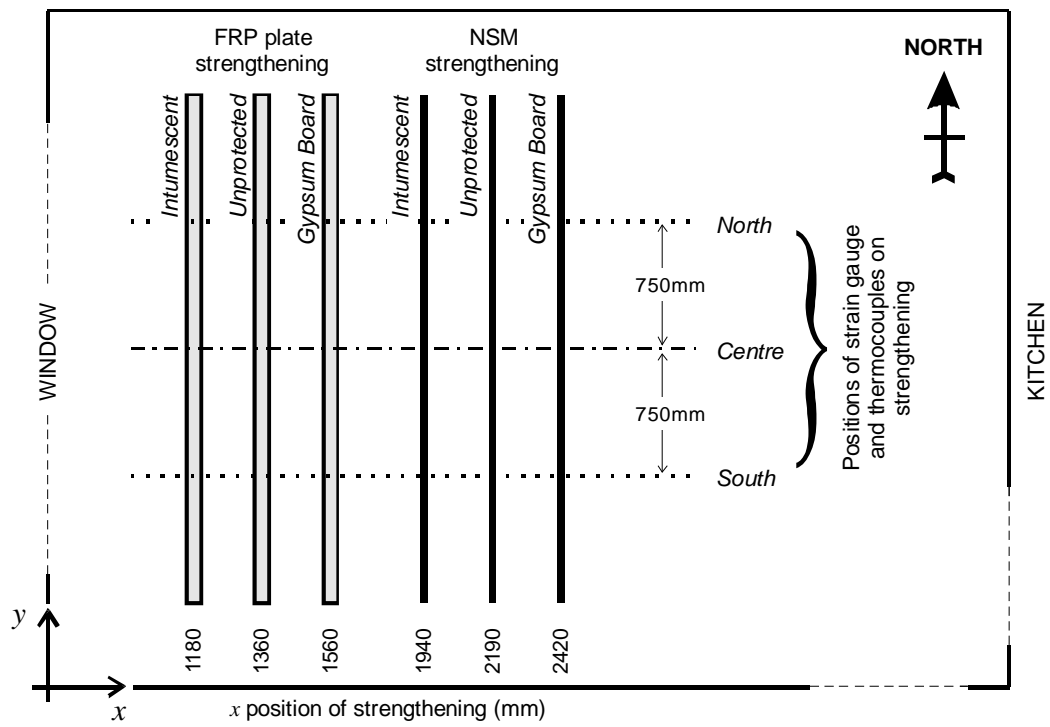 FRP plate
strengthening
NSM
strengthening
NORTH
Intumescent
Unprotected
Gypsum Board
Intumescent
Unprotected
Gypsum Board
North
750mm
Centre
750mm
South
Positions of strain gauge
and thermocouples on
strengthening
WINDOW
KITCHEN
y
x
1180
1360
1560
1940
2190
2420
x position of strengthening (mm)